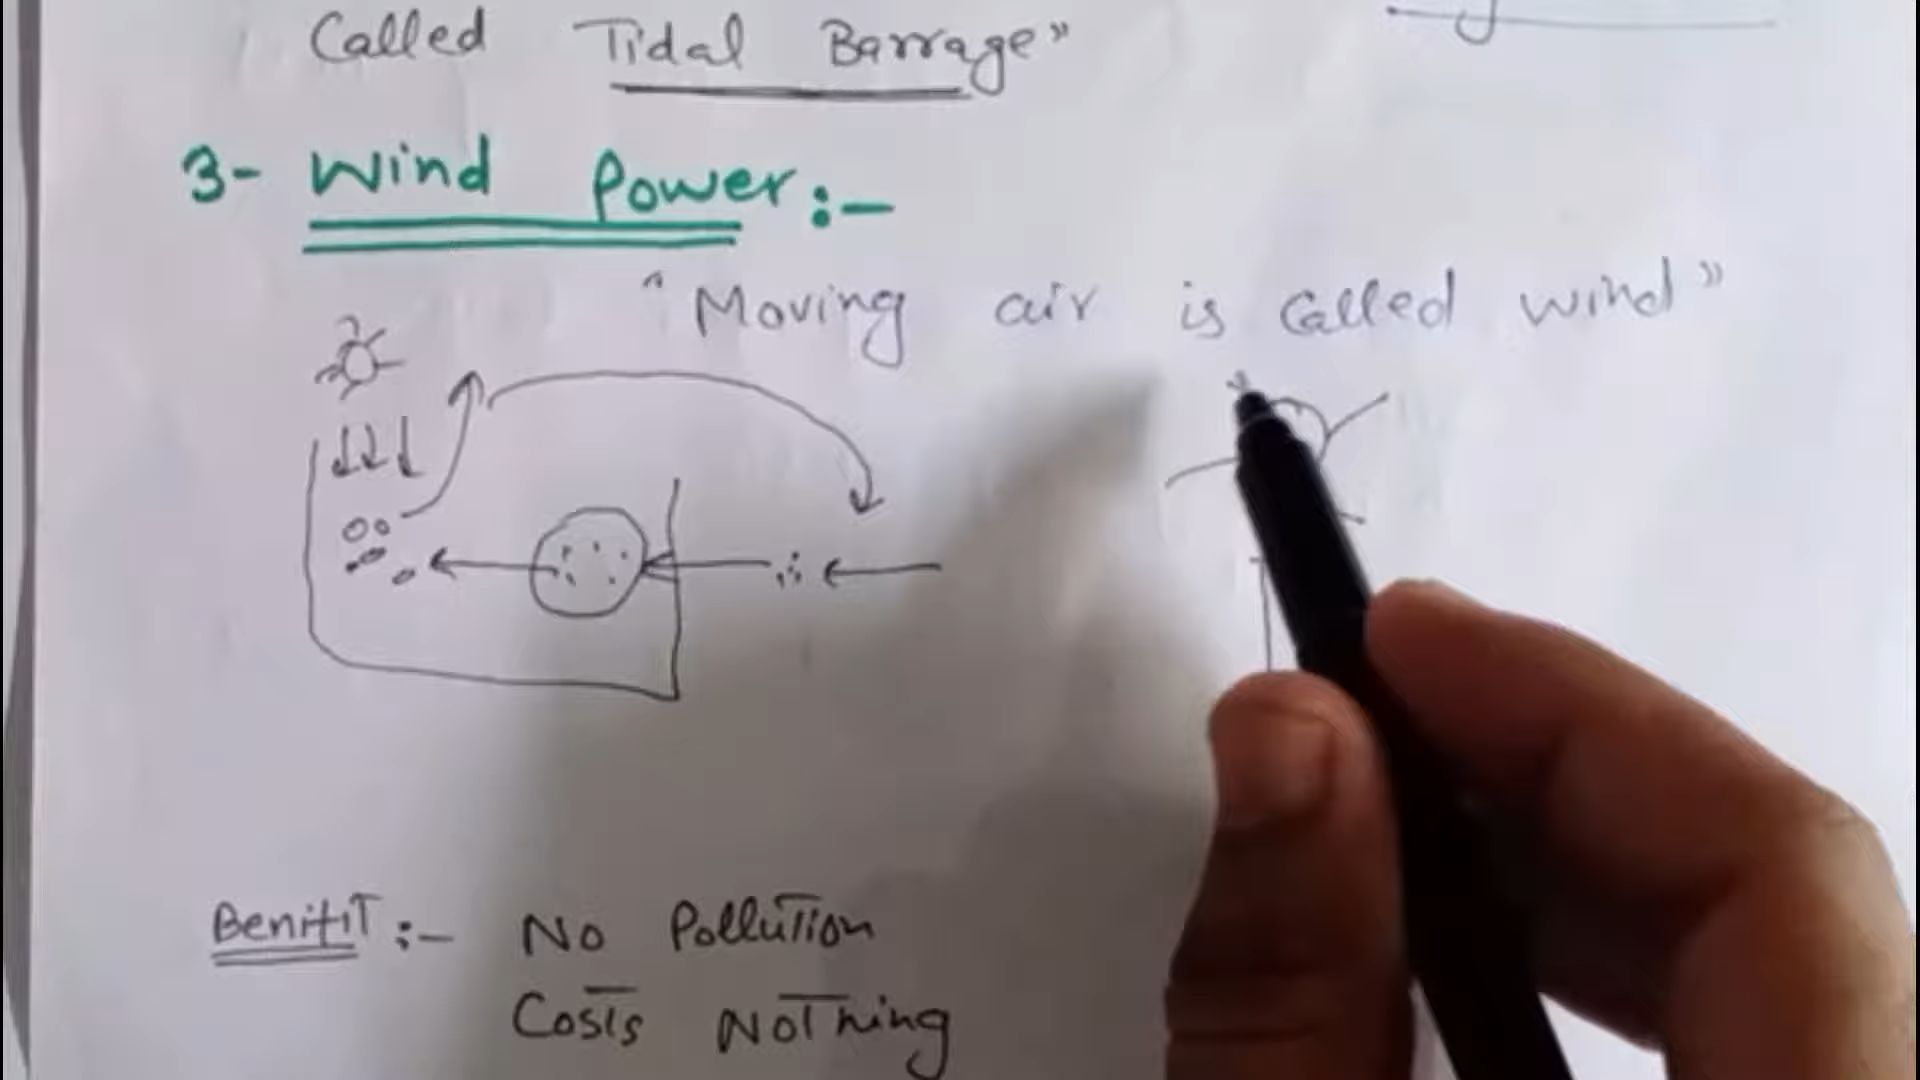 Called Tidal Barrage”
3- Wind Power:-
“Moving air is Called wind”
Benifit:- No Pollution
Costs Nothing